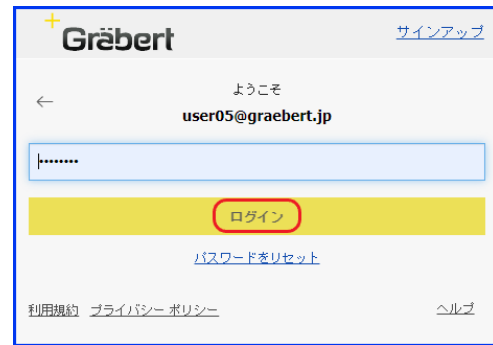 Gräbert
サインアップ
←
ようこそ
user05@graebert.jp
••••••••
ログイン
パスワードをリセット
利用規約 プライバシー ポリシー
ヘルプ